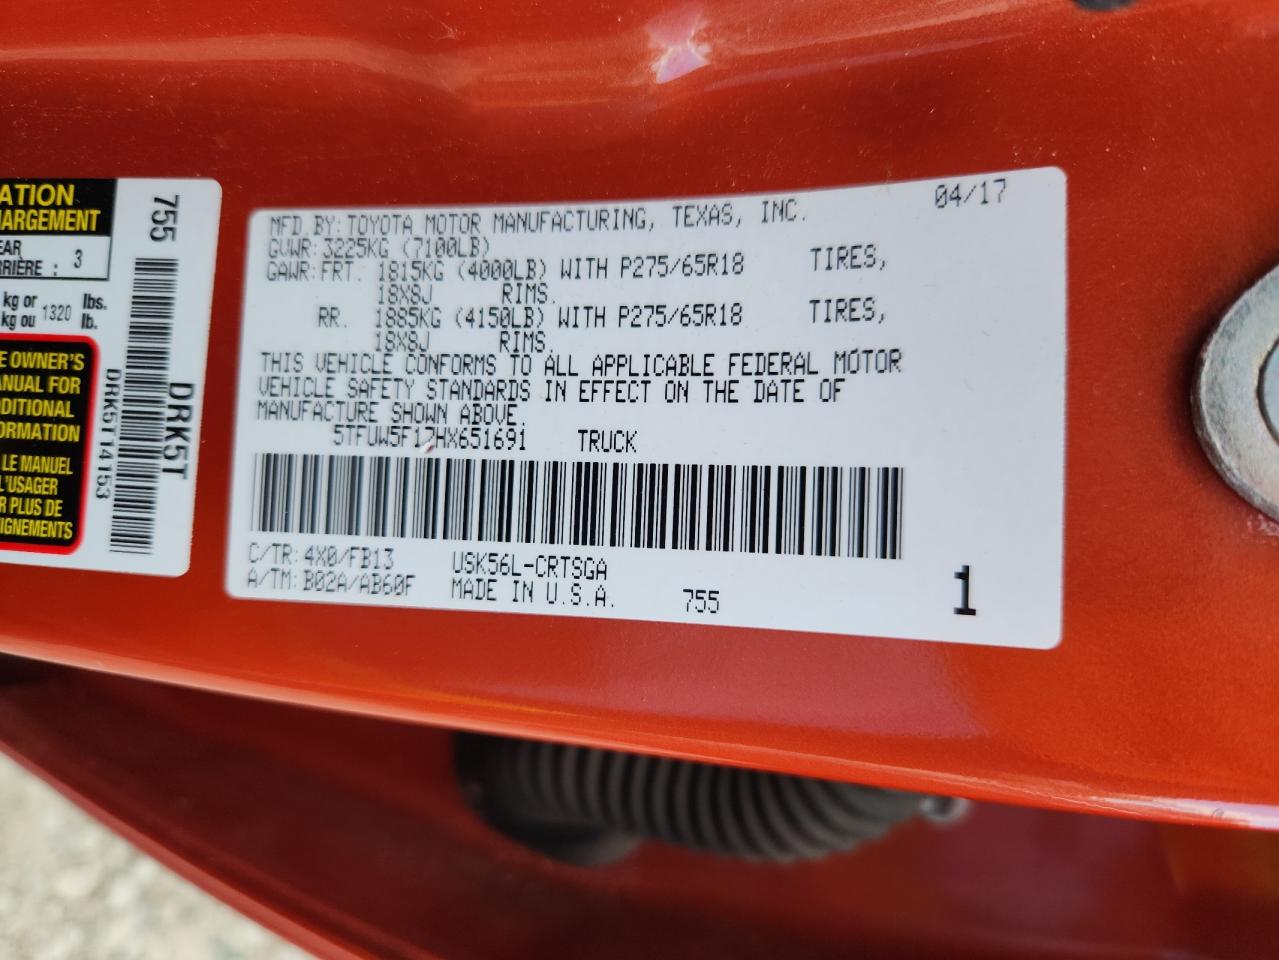 ATION
HARGEMENT
EAR
RRIÈRE : 3
kg or 1320 lbs.
kg ou lb.
E OWNER'S
ANUAL FOR
DDITIONAL
FORMATION
LE MANUEL
L'USAGER
R PLUS DE
IGNEMENTS
755
DRK5T
DRK5T14153
04/17
MFD.BY:TOYOTA MOTOR MANUFACTURING, TEXAS, INC.
GVWR:3225KG (7100LB)
GAWR:FRT. 1815KG (4000LB) WITH P275/65R18 TIRES,
18X8J RIMS.
RR. 1885KG (4150LB) WITH P275/65R18 TIRES,
18X8J RIMS.
THIS VEHICLE CONFORMS TO ALL APPLICABLE FEDERAL MOTOR
VEHICLE SAFETY STANDARDS IN EFFECT ON THE DATE OF
MANUFACTURE SHOWN ABOVE.
5TFUW5F17HX651691 TRUCK
C/TR:4X0/FB13 USK56L-CRTSGA
A/TM:B02A/AB60F MADE IN U.S.A. 755 1